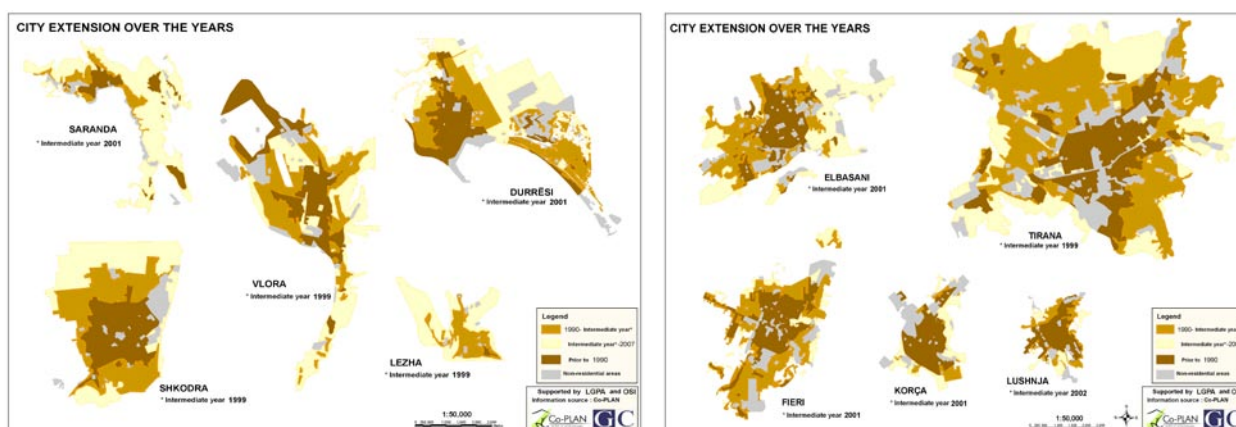 CITY EXTENSION OVER THE YEARS
SARANDA
* Intermediate year 2001
VLORA
* Intermediate year 1999
DURRËSI
* Intermediate year 2001
SHKODRA
* Intermediate year 1999
LEZHA
* Intermediate year 1999
Legend
1990- Intermediate year*
Intermediate year*-2007
Prior to 1990
Non-residential areas
Supported by LGPA and OSI
Information source : Co-PLAN
Co-PLAN
GC
1:50,000
CITY EXTENSION OVER THE YEARS
ELBASANI
* Intermediate year 2001
TIRANA
* Intermediate year 1999
FIERI
* Intermediate year 2001
KORÇA
* Intermediate year 2001
LUSHNJA
* Intermediate year 2002
Legend
1990- Intermediate year
Intermediate year*-200
Prior to 1990
Non-residential areas
Supported by LGPA and OSI
Information source : Co-PLAN
Co-PLAN
GC
1:50,000